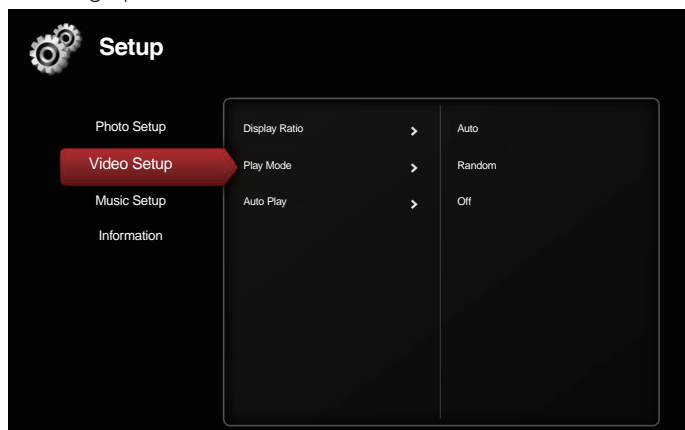 Setup
Photo Setup
Video Setup
Music Setup
Information
Display Ratio > Auto
Play Mode > Random
Auto Play > Off